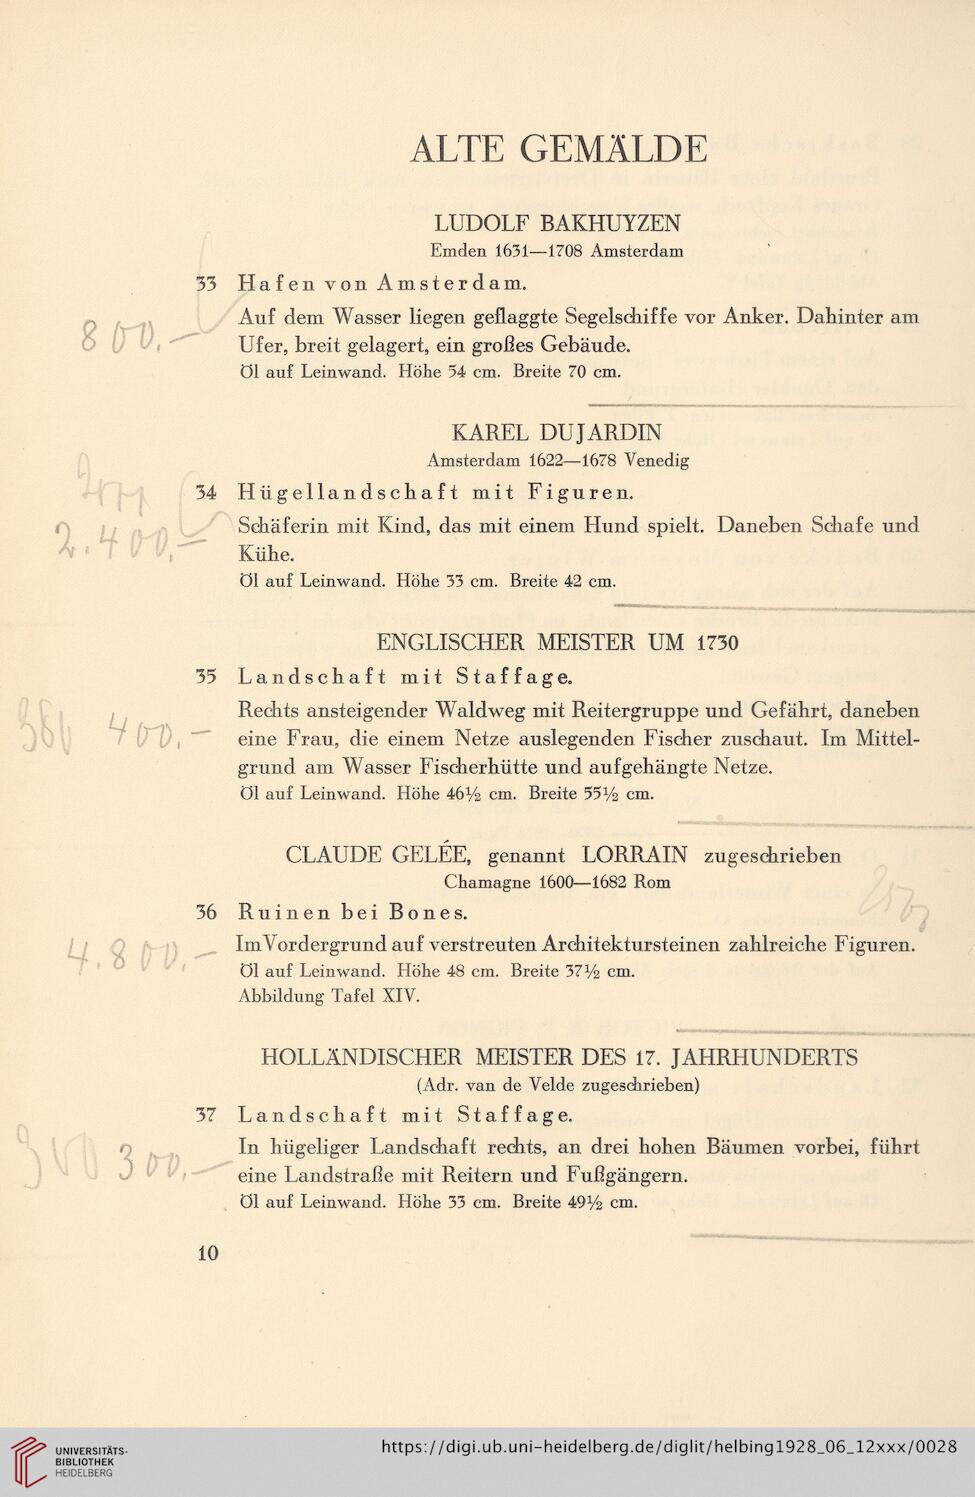 ALTE GEMÄLDE
LUDOLF BAKHUYZEN
Emden 1631—1708 Amsterdam
33 Hafen von Amsterdam.
800.—
Auf dem Wasser liegen geflaggte Segelschiffe vor Anker. Dahinter am
Ufer, breit gelagert, ein großes Gebäude.
Öl auf Leinwand. Höhe 54 cm. Breite 70 cm.
KAREL DUJARDIN
Amsterdam 1622—1678 Venedig
34 Hügellandschaft mit Figuren.
2.400.—
Schäferin mit Kind, das mit einem Hund spielt. Daneben Schafe und
Kühe.
Öl auf Leinwand. Höhe 33 cm. Breite 42 cm.
ENGLISCHER MEISTER UM 1730
35 Landschaft mit Staffage.
400.—
Rechts ansteigender Waldweg mit Reitergruppe und Gefährt, daneben
eine Frau, die einem Netze auslegenden Fischer zuschaut. Im Mittel-
grund am Wasser Fischerhütte und aufgehängte Netze.
Öl auf Leinwand. Höhe 46½ cm. Breite 55½ cm.
CLAUDE GELÉE, genannt LORRAIN zugeschrieben
Chamagne 1600—1682 Rom
36 Ruinen bei Bones.
4.800.—
Im Vordergrund auf verstreuten Architektursteinen zahlreiche Figuren.
Öl auf Leinwand. Höhe 48 cm. Breite 37½ cm.
Abbildung Tafel XIV.
HOLLÄNDISCHER MEISTER DES 17. JAHRHUNDERTS
(Adr. van de Velde zugeschrieben)
37 Landschaft mit Staffage.
300.—
In hügeliger Landschaft rechts, an drei hohen Bäumen vorbei, führt
eine Landstraße mit Reitern und Fußgängern.
Öl auf Leinwand. Höhe 33 cm. Breite 49½ cm.
10
UNIVERSITÄTS-
BIBLIOTHEK
HEIDELBERG
https://digi.ub.uni-heidelberg.de/diglit/helbing1928_06_12xxx/0028